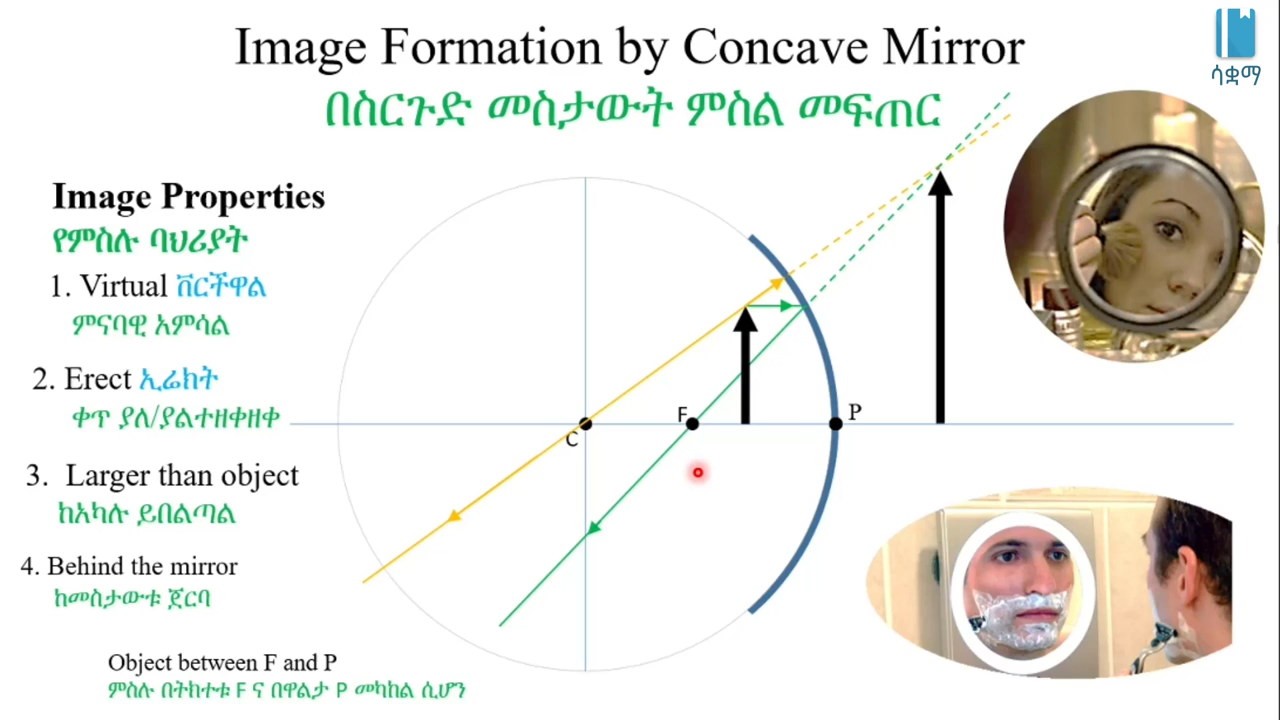 Image Formation by Concave Mirror
በስርጉድ መስታውት ምስል መፍጠር
ሳቋማ
Image Properties
የምስሉ ባህሪያት
1. Virtual ቨርችዋል
ምናባዊ አምሳል
2. Erect ኢሬክት
ቀጥ ያለ/ያልተዘቀዘቀ
3. Larger than object
ከአካሉ ይበልጣል
4. Behind the mirror
ከመስታውቱ ጀርባ
C
F
P
Object between F and P
ምስሉ በትከተቱ F ና በዋልታ P መካከል ሲሆን